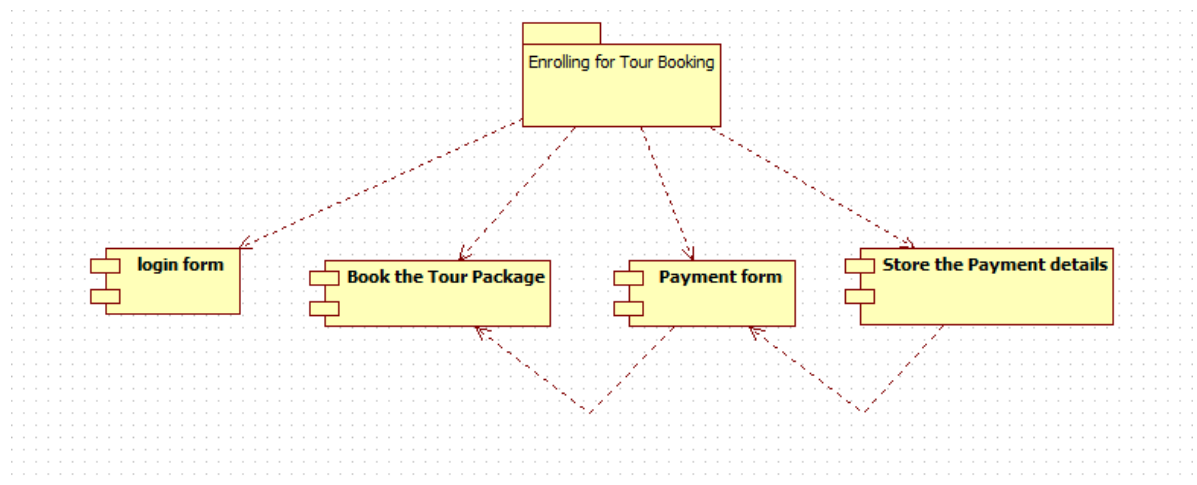 Enrolling for Tour Booking
login form
Book the Tour Package
Payment form
Store the Payment details